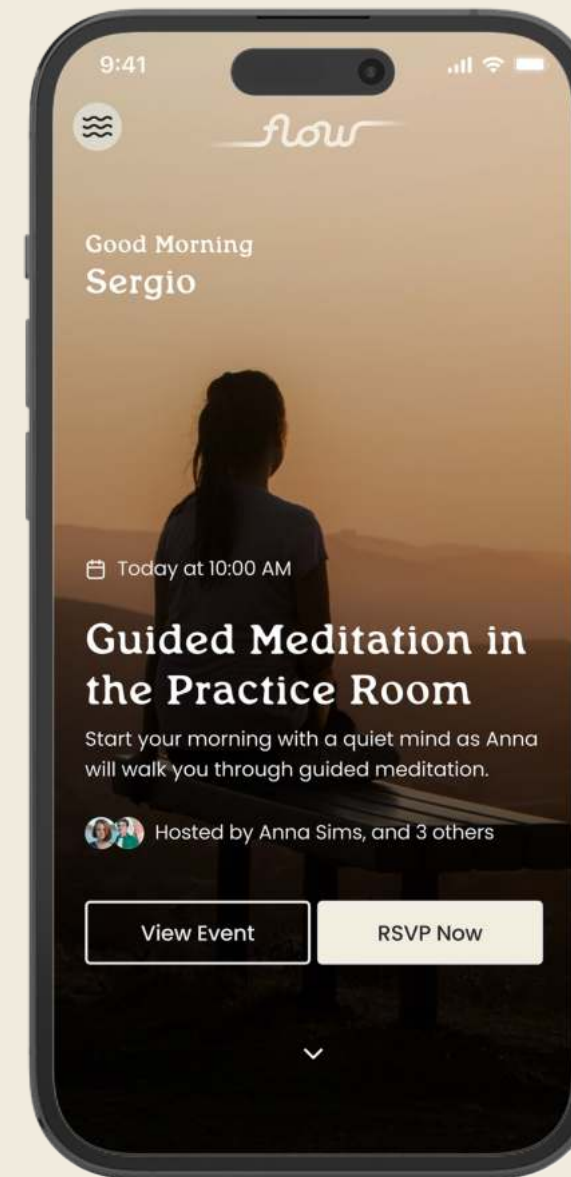 9:41
flow
Good Morning
Sergio
Today at 10:00 AM
Guided Meditation in
the Practice Room
Start your morning with a quiet mind as Anna
will walk you through guided meditation.
Hosted by Anna Sims, and 3 others
View Event
RSVP Now